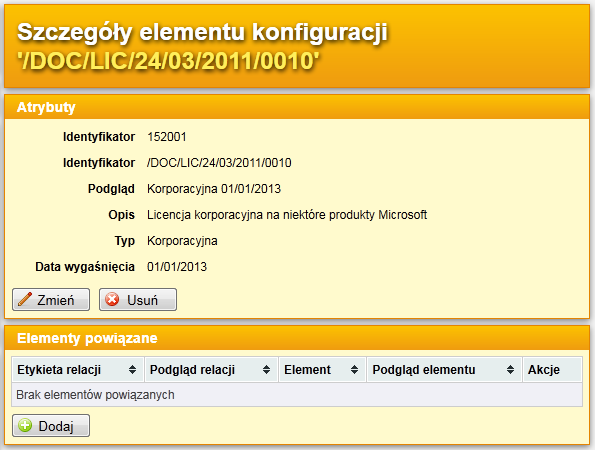 Szczegóły elementu konfiguracji
'/DOC/LIC/24/03/2011/0010'
Atrybuty
Identyfikator 152001
Identyfikator /DOC/LIC/24/03/2011/0010
Podgląd Korporacyjna 01/01/2013
Opis Licencja korporacyjna na niektóre produkty Microsoft
Typ Korporacyjna
Data wygaśnięcia 01/01/2013
Zmień Usuń
Elementy powiązane
Etykieta relacji Podgląd relacji Element Podgląd elementu Akcje
Brak elementów powiązanych
Dodaj